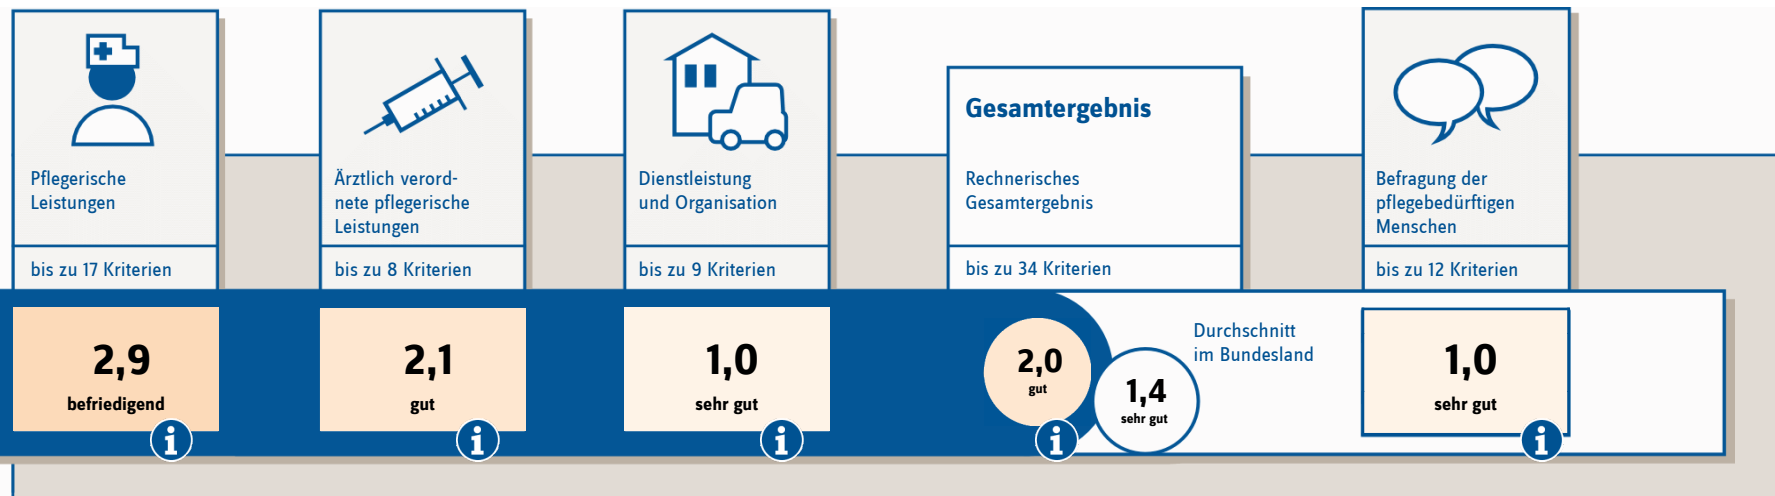 Pflegerische
Leistungen
bis zu 17 Kriterien
2,9
befriedigend
i
Ärztlich verord-
nete pflegerische
Leistungen
bis zu 8 Kriterien
2,1
gut
i
Dienstleistung
und Organisation
bis zu 9 Kriterien
1,0
sehr gut
i
Gesamtergebnis
Rechnerisches
Gesamtergebnis
bis zu 34 Kriterien
2,0
gut
i
1,4
sehr gut
Durchschnitt
im Bundesland
Befragung der
pflegebedürftigen
Menschen
bis zu 12 Kriterien
1,0
sehr gut
i